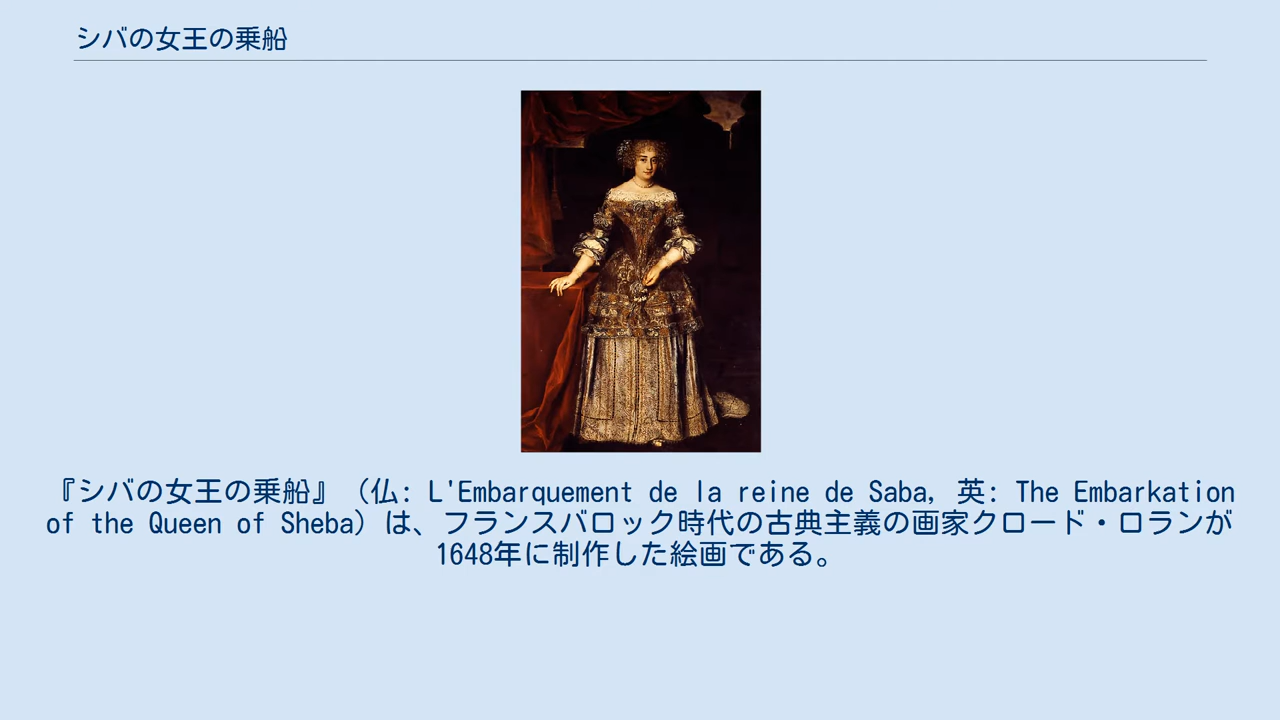 シバの女王の乗船
『シバの女王の乗船』（仏: L'Embarquement de la reine de Saba, 英: The Embarkation
of the Queen of Sheba）は、フランスバロック時代の古典主義の画家クロード・ロランが
1648年に制作した絵画である。